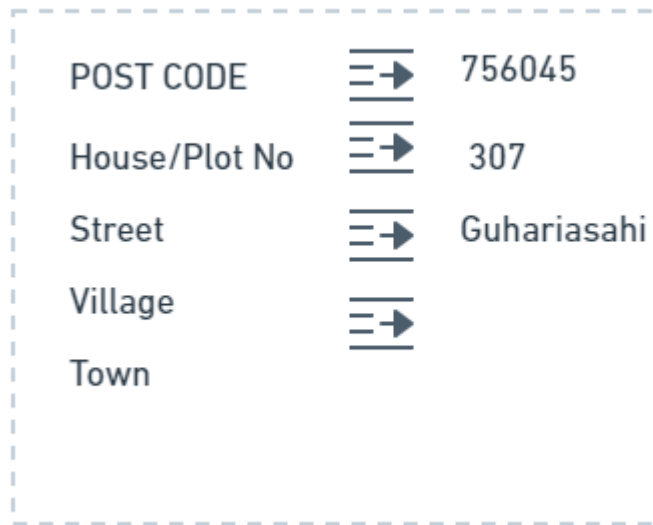 POST CODE 756045
House/Plot No 307
Street Guhariasahi
Village
Town